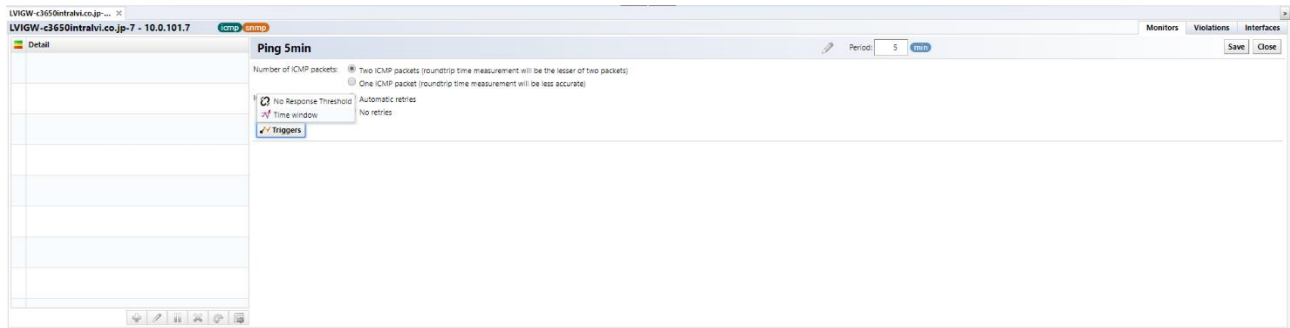 LVIGW-c3650intralvi.co.jp-...
LVIGW-c3650intralvi.co.jp-7 - 10.0.101.7 icmp snmp Monitors Violations Interfaces
Detail
Ping 5min Period: 5 min Save Close
Number of ICMP packets: Two ICMP packets (roundtrip time measurement will be the lesser of two packets)
One ICMP packet (roundtrip time measurement will be less accurate)
No Response Threshold Automatic retries
Time window No retries
Triggers